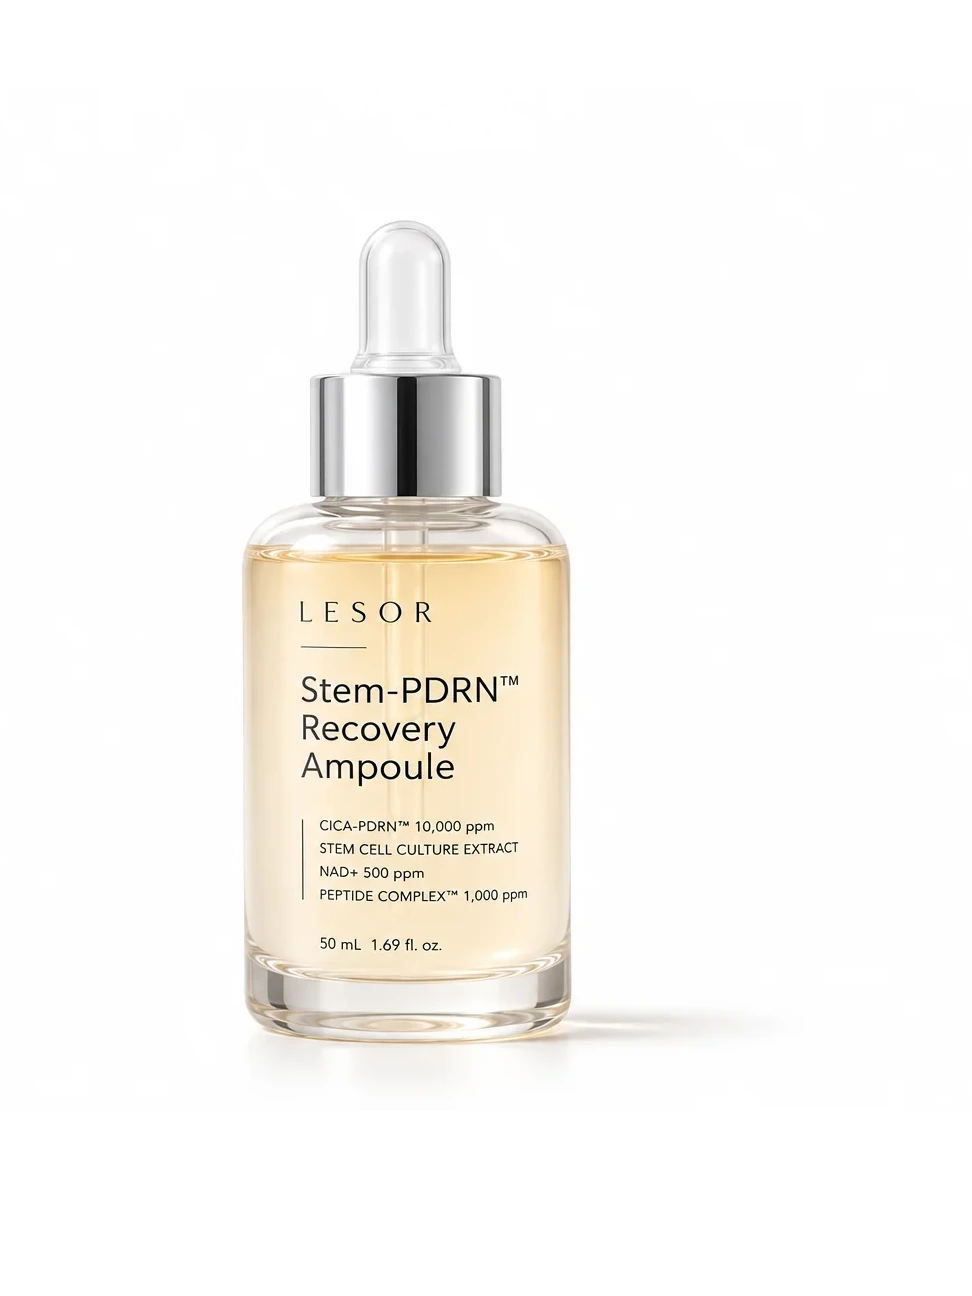 LESOR
Stem-PDRN™
Recovery
Ampoule
CICA-PDRN™ 10,000 ppm
STEM CELL CULTURE EXTRACT
NAD+ 500 ppm
PEPTIDE COMPLEX™ 1,000 ppm
50 mL 1.69 fl. oz.